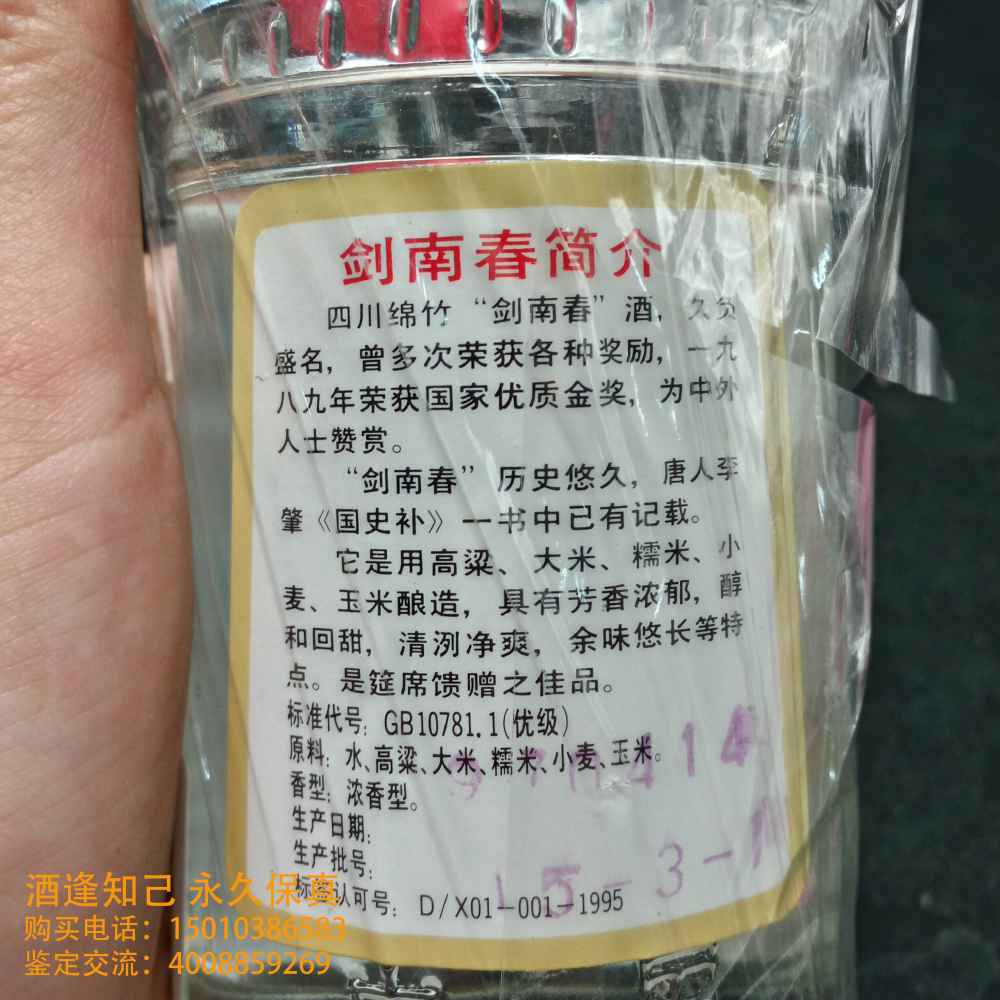 剑南春简介
四川绵竹“剑南春”酒，久负
盛名，曾多次荣获各种奖励，一九
八九年荣获国家优质金奖，为中外
人士赞赏。
“剑南春”历史悠久，唐人李
肇《国史补》一书中已有记载。
它是用高粱、大米、糯米、小
麦、玉米酿造，具有芳香浓郁，醇
和回甜，清洌净爽，余味悠长等特
点。是筵席馈赠之佳品。
标准代号：GB10781.1(优级)
原料：水、高粱、大米、糯米、小麦、玉米。
香型：浓香型。
生产日期：
生产批号：
5-3-
标签认可号：D/X01-001-1995
酒逢知己 永久保真
购买电话：15010386583
鉴定交流：4008859269